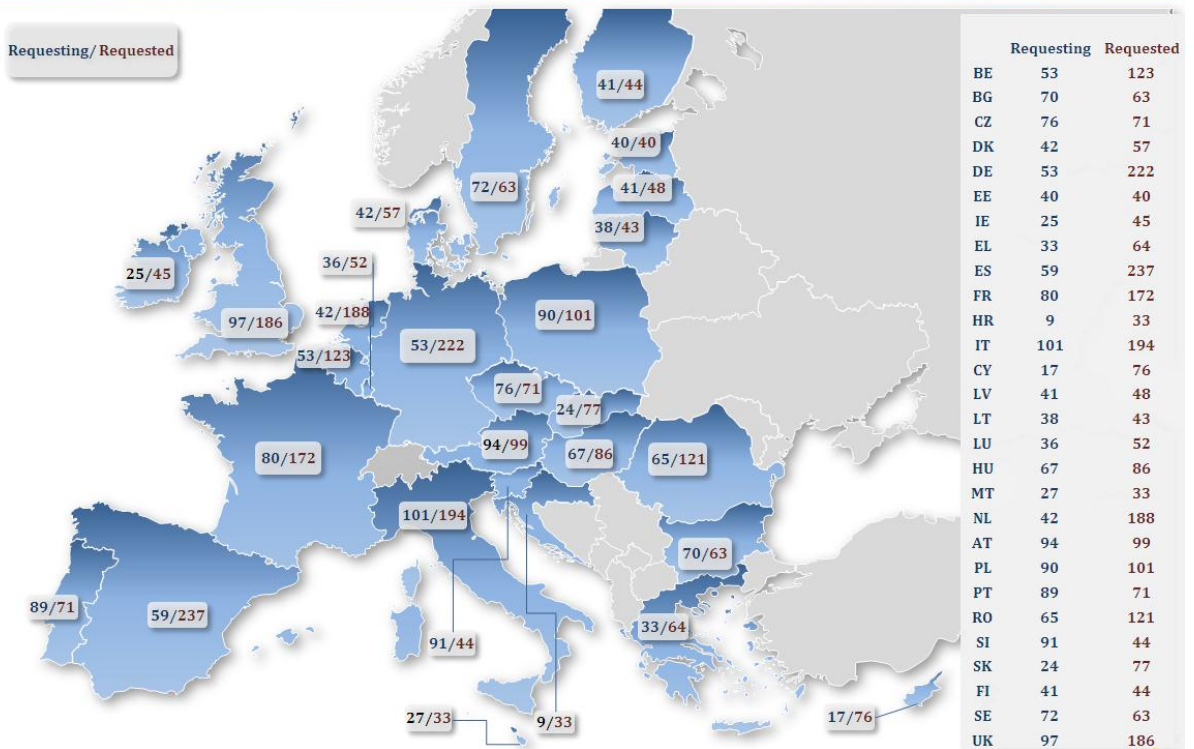 Requesting/Requested
41/44
40/40
72/63
41/48
42/57
38/43
36/52
25/45
42/188
97/186
90/101
53/222
53/123
76/71
24/77
94/99
80/172
67/86
65/121
101/194
70/63
89/71
59/237
33/64
91/44
27/33
9/33
17/76
Requesting Requested
BE 53 123
BG 70 63
CZ 76 71
DK 42 57
DE 53 222
EE 40 40
IE 25 45
EL 33 64
ES 59 237
FR 80 172
HR 9 33
IT 101 194
CY 17 76
LV 41 48
LT 38 43
LU 36 52
HU 67 86
MT 27 33
NL 42 188
AT 94 99
PL 90 101
PT 89 71
RO 65 121
SI 91 44
SK 24 77
FI 41 44
SE 72 63
UK 97 186